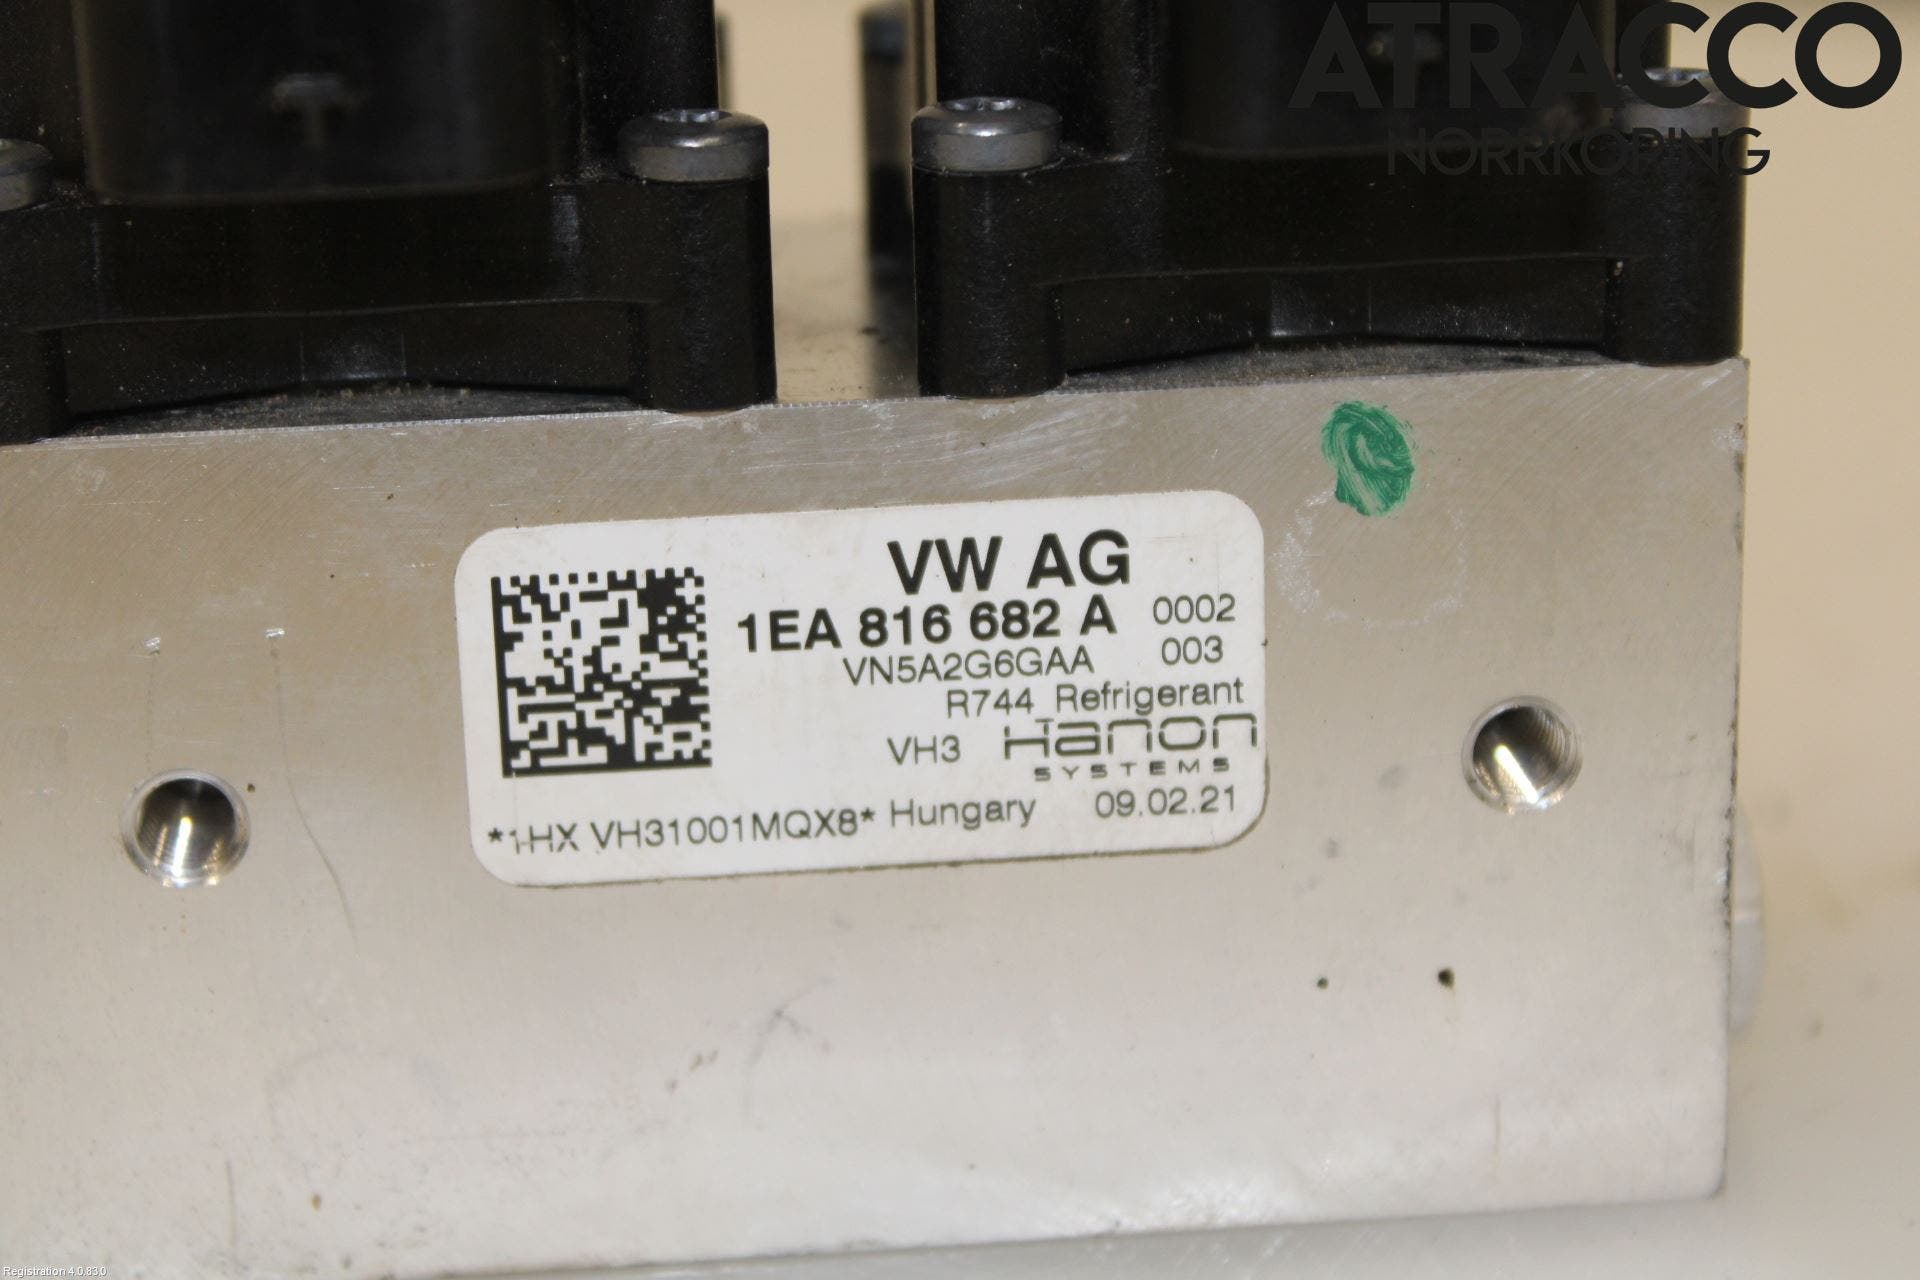 ATRACCO
NORRKÖPING
VW AG
1EA 816 682 A 0002
VN5A2G6GAA 003
R744 Refrigerant
VH3 Hanon
SYSTEMS
*1HX VH31001MQX8* Hungary 09.02.21
Registration 4.0.83.0